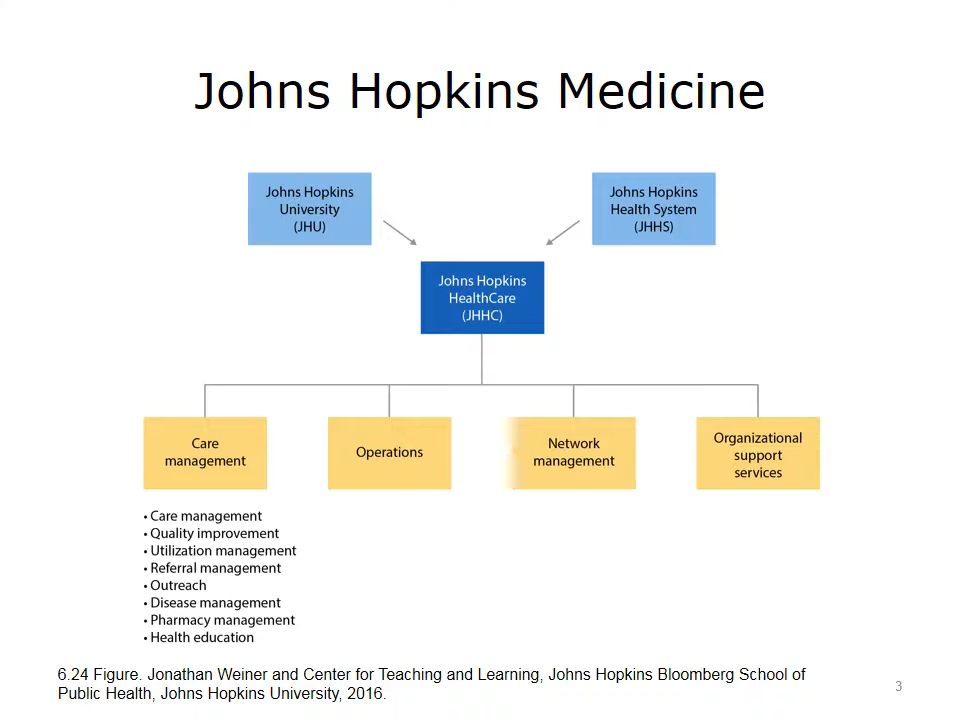 Johns Hopkins Medicine
Johns Hopkins
University
(JHU)
Johns Hopkins
Health System
(JHHS)
Johns Hopkins
HealthCare
(JHHC)
Care
management
Operations
Network
management
Organizational
support
services
• Care management
• Quality improvement
• Utilization management
• Referral management
• Outreach
• Disease management
• Pharmacy management
• Health education
6.24 Figure. Jonathan Weiner and Center for Teaching and Learning, Johns Hopkins Bloomberg School of
Public Health, Johns Hopkins University, 2016.
3